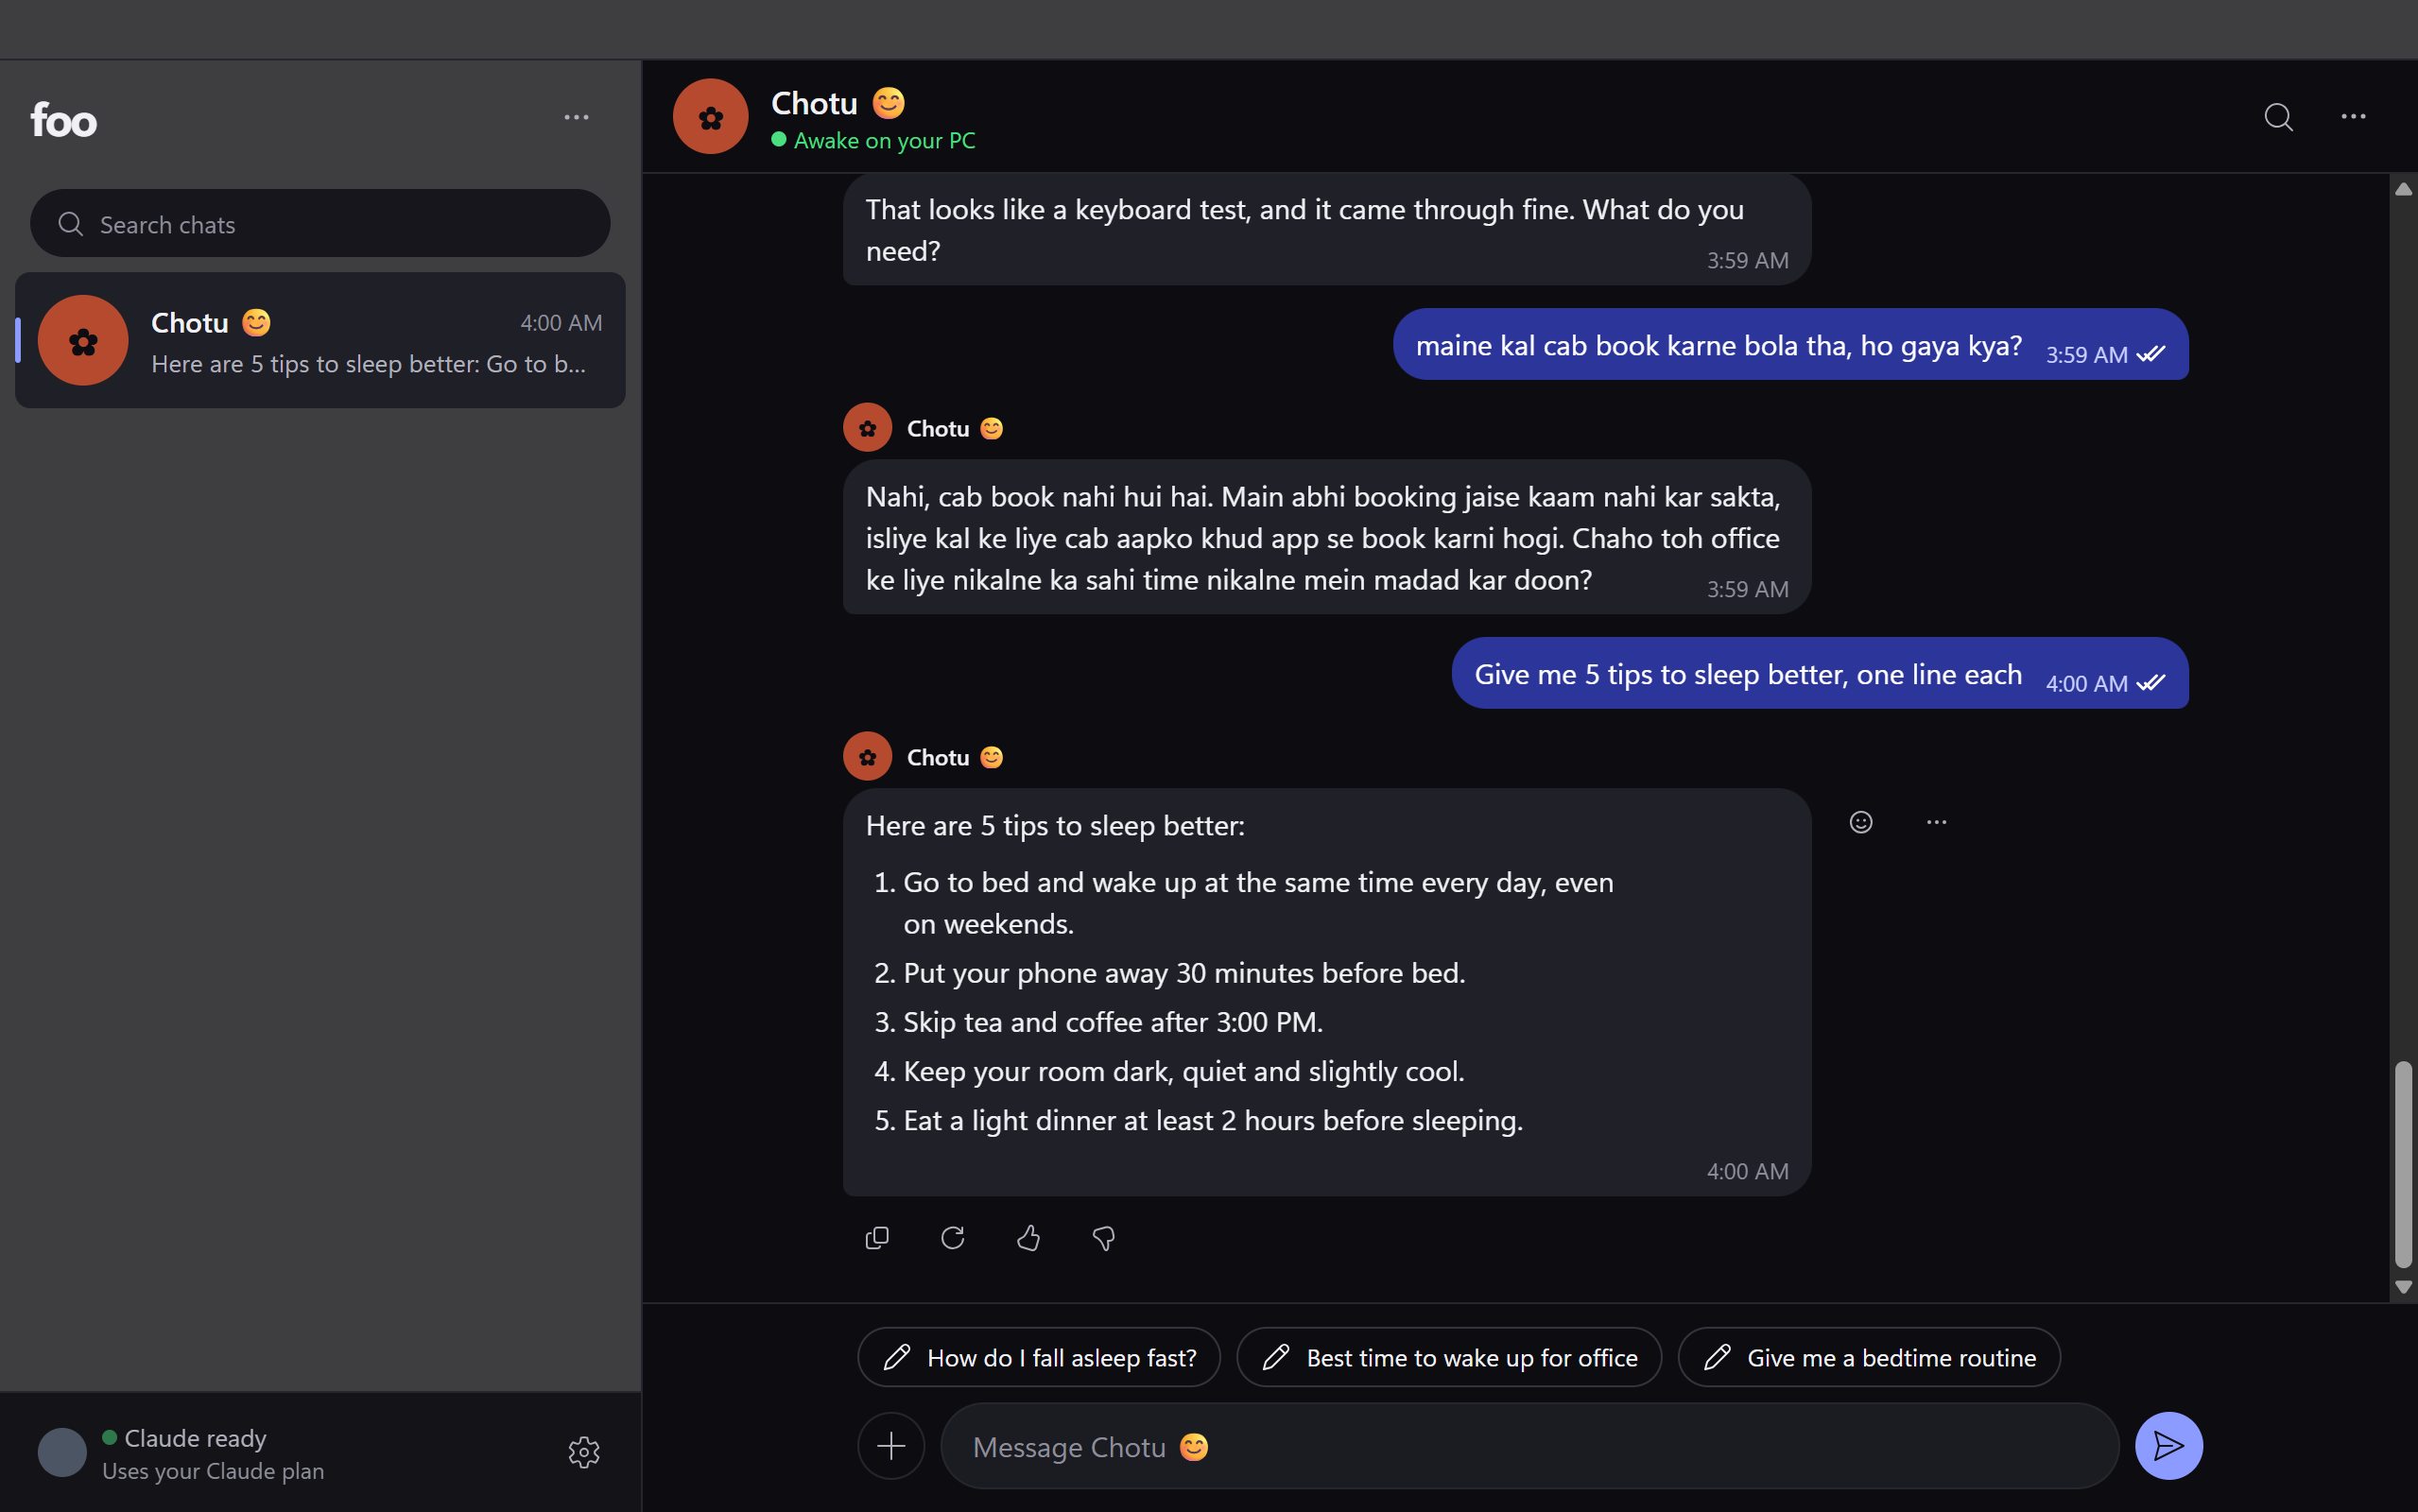 foo
Search chats
Chotu 😊
4:00 AM
Here are 5 tips to sleep better: Go to b...
Claude ready
Uses your Claude plan
Chotu 😊
Awake on your PC
That looks like a keyboard test, and it came through fine. What do you
need?
3:59 AM
maine kal cab book karne bola tha, ho gaya kya?
3:59 AM
Chotu 😊
Nahi, cab book nahi hui hai. Main abhi booking jaise kaam nahi kar sakta,
isliye kal ke liye cab aapko khud app se book karni hogi. Chaho toh office
ke liye nikalne ka sahi time nikalne mein madad kar doon?
3:59 AM
Give me 5 tips to sleep better, one line each
4:00 AM
Chotu 😊
Here are 5 tips to sleep better:
1. Go to bed and wake up at the same time every day, even
on weekends.
2. Put your phone away 30 minutes before bed.
3. Skip tea and coffee after 3:00 PM.
4. Keep your room dark, quiet and slightly cool.
5. Eat a light dinner at least 2 hours before sleeping.
4:00 AM
How do I fall asleep fast?
Best time to wake up for office
Give me a bedtime routine
Message Chotu 😊